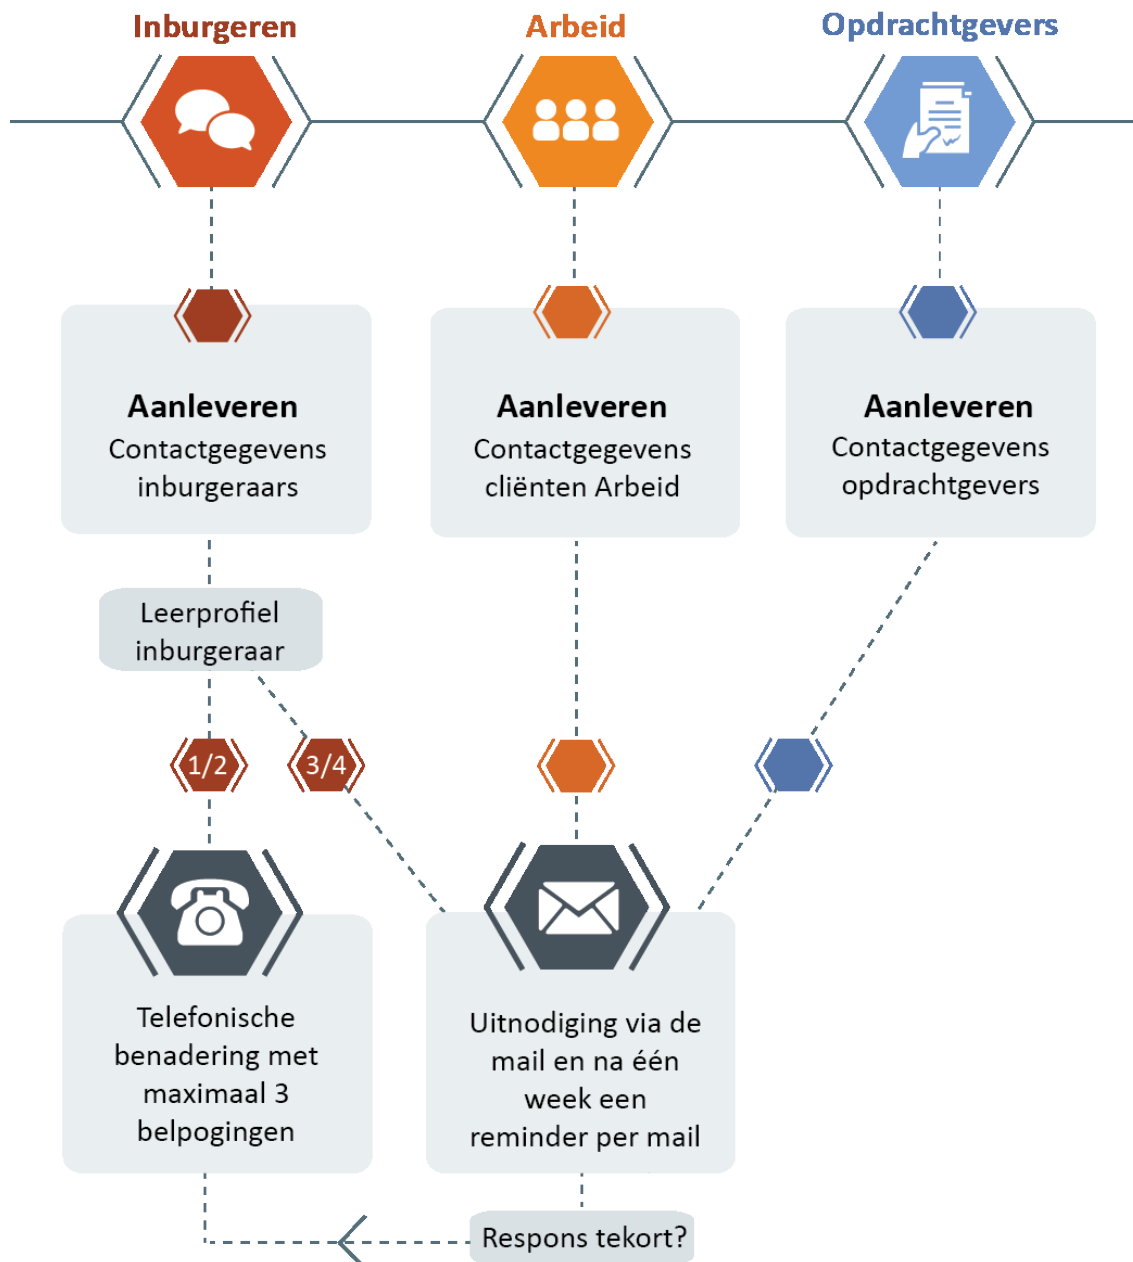 Inburgeren
Arbeid
Opdrachtgevers
Aanleveren
Contactgegevens
inburgeraars
Aanleveren
Contactgegevens
cliënten Arbeid
Aanleveren
Contactgegevens
opdrachtgevers
Leerprofiel
inburgeraar
1/2
3/4
Telefonische
benadering met
maximaal 3
belpogingen
Uitnodiging via de
mail en na één
week een
reminder per mail
Respons tekort?